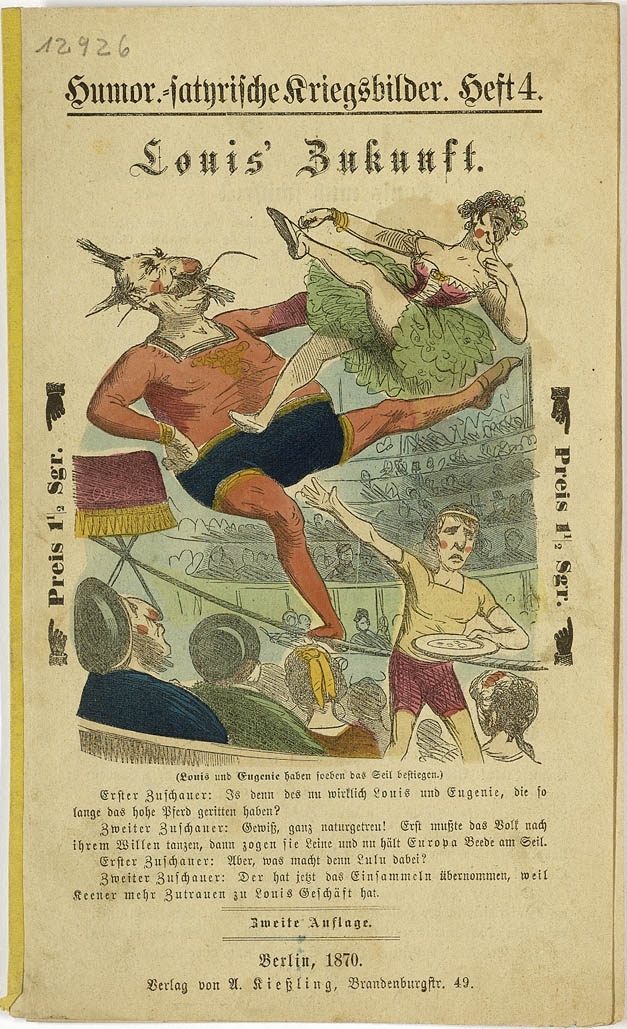 12926
Humor.-satyrische Kriegsbilder. Heft 4.
Louis' Zukunft.
Preis 1 1/2 Sgr.
Preis 1 1/2 Sgr.
(Louis und Eugenie haben soeben das Seil bestiegen.)
Erster Zuschauer: Is denn des nu wirklich Louis und Eugenie, die so
lange das hohe Pferd geritten haben?
Zweiter Zuschauer: Gewiß, ganz naturgetreu! Erst mußte das Volk nach
ihrem Willen tanzen, dann zogen sie Leine und nu hält Europa Beede am Seil.
Erster Zuschauer: Aber, was macht denn Lulu dabei?
Zweiter Zuschauer: Der hat jetzt das Einsammeln übernommen, weil
Keener mehr Zutrauen zu Louis Geschäft hat.
Zweite Auflage.
Berlin, 1870.
Verlag von A. Kießling, Brandenburgstr. 49.